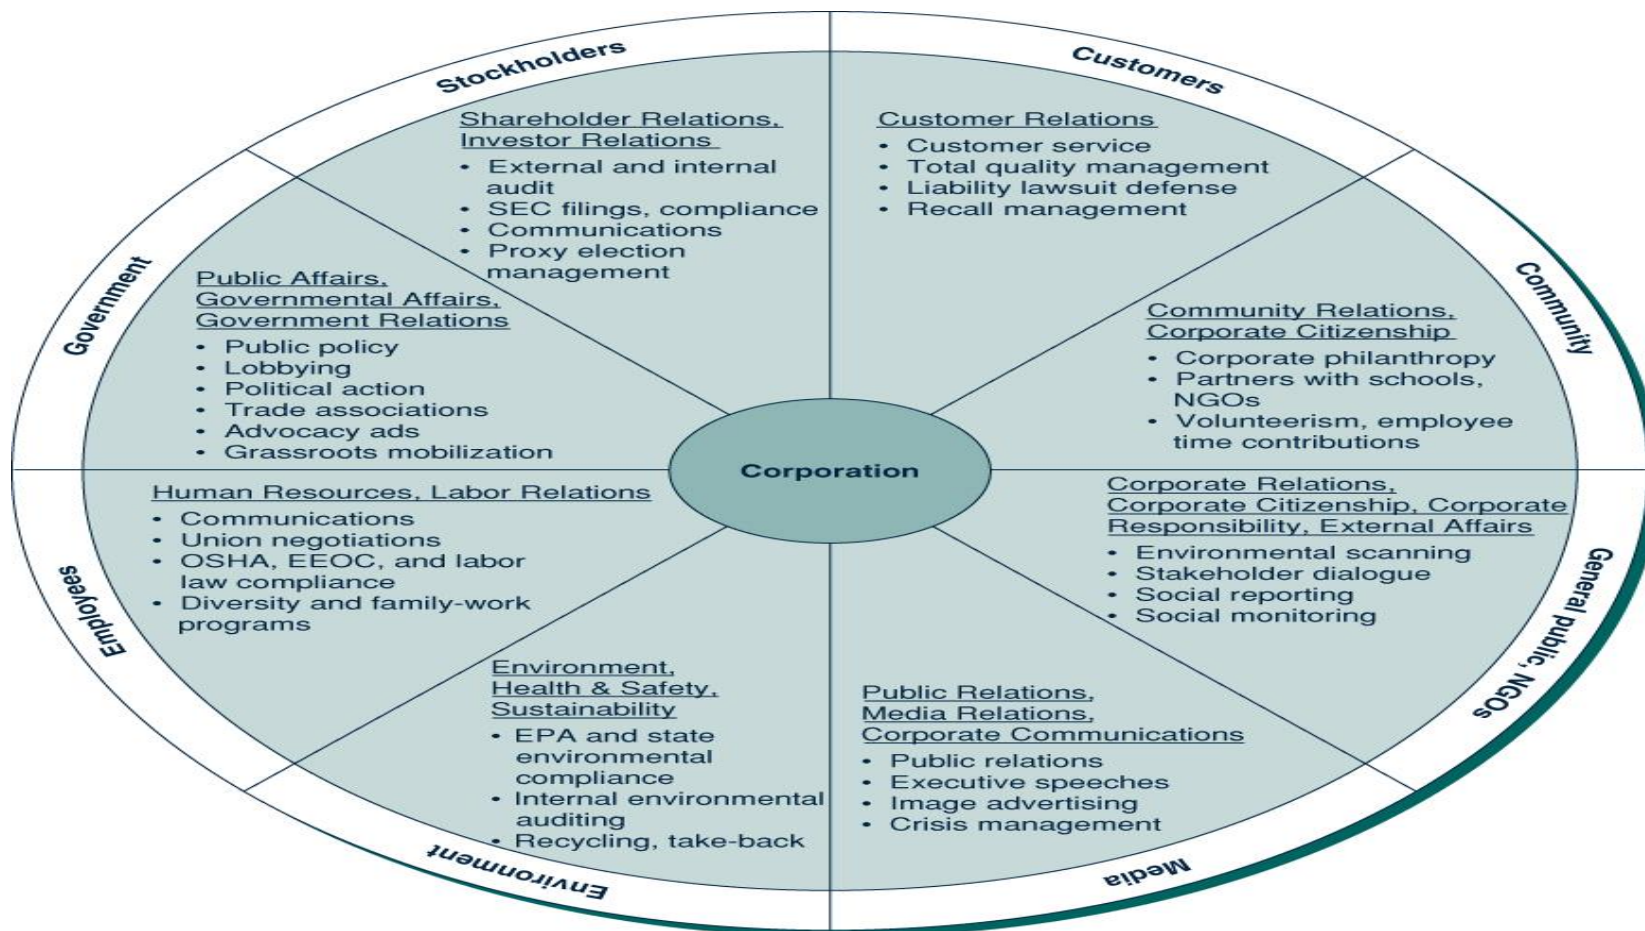 Stockholders
Shareholder Relations,
Investor Relations
• External and internal
audit
• SEC filings, compliance
• Communications
• Proxy election
management
Customers
Customer Relations
• Customer service
• Total quality management
• Liability lawsuit defense
• Recall management
Community
Community Relations,
Corporate Citizenship
• Corporate philanthropy
• Partners with schools,
NGOs
• Volunteerism, employee
time contributions
General public, NGOs
Corporate Relations,
Corporate Citizenship, Corporate
Responsibility, External Affairs
• Environmental scanning
• Stakeholder dialogue
• Social reporting
• Social monitoring
Media
Public Relations,
Media Relations,
Corporate Communications
• Public relations
• Executive speeches
• Image advertising
• Crisis management
Environment
Environment,
Health & Safety,
Sustainability
• EPA and state
environmental
compliance
• Internal environmental
auditing
• Recycling, take-back
Employees
Human Resources, Labor Relations
• Communications
• Union negotiations
• OSHA, EEOC, and labor
law compliance
• Diversity and family-work
programs
Government
Public Affairs,
Governmental Affairs,
Government Relations
• Public policy
• Lobbying
• Political action
• Trade associations
• Advocacy ads
• Grassroots mobilization
Corporation